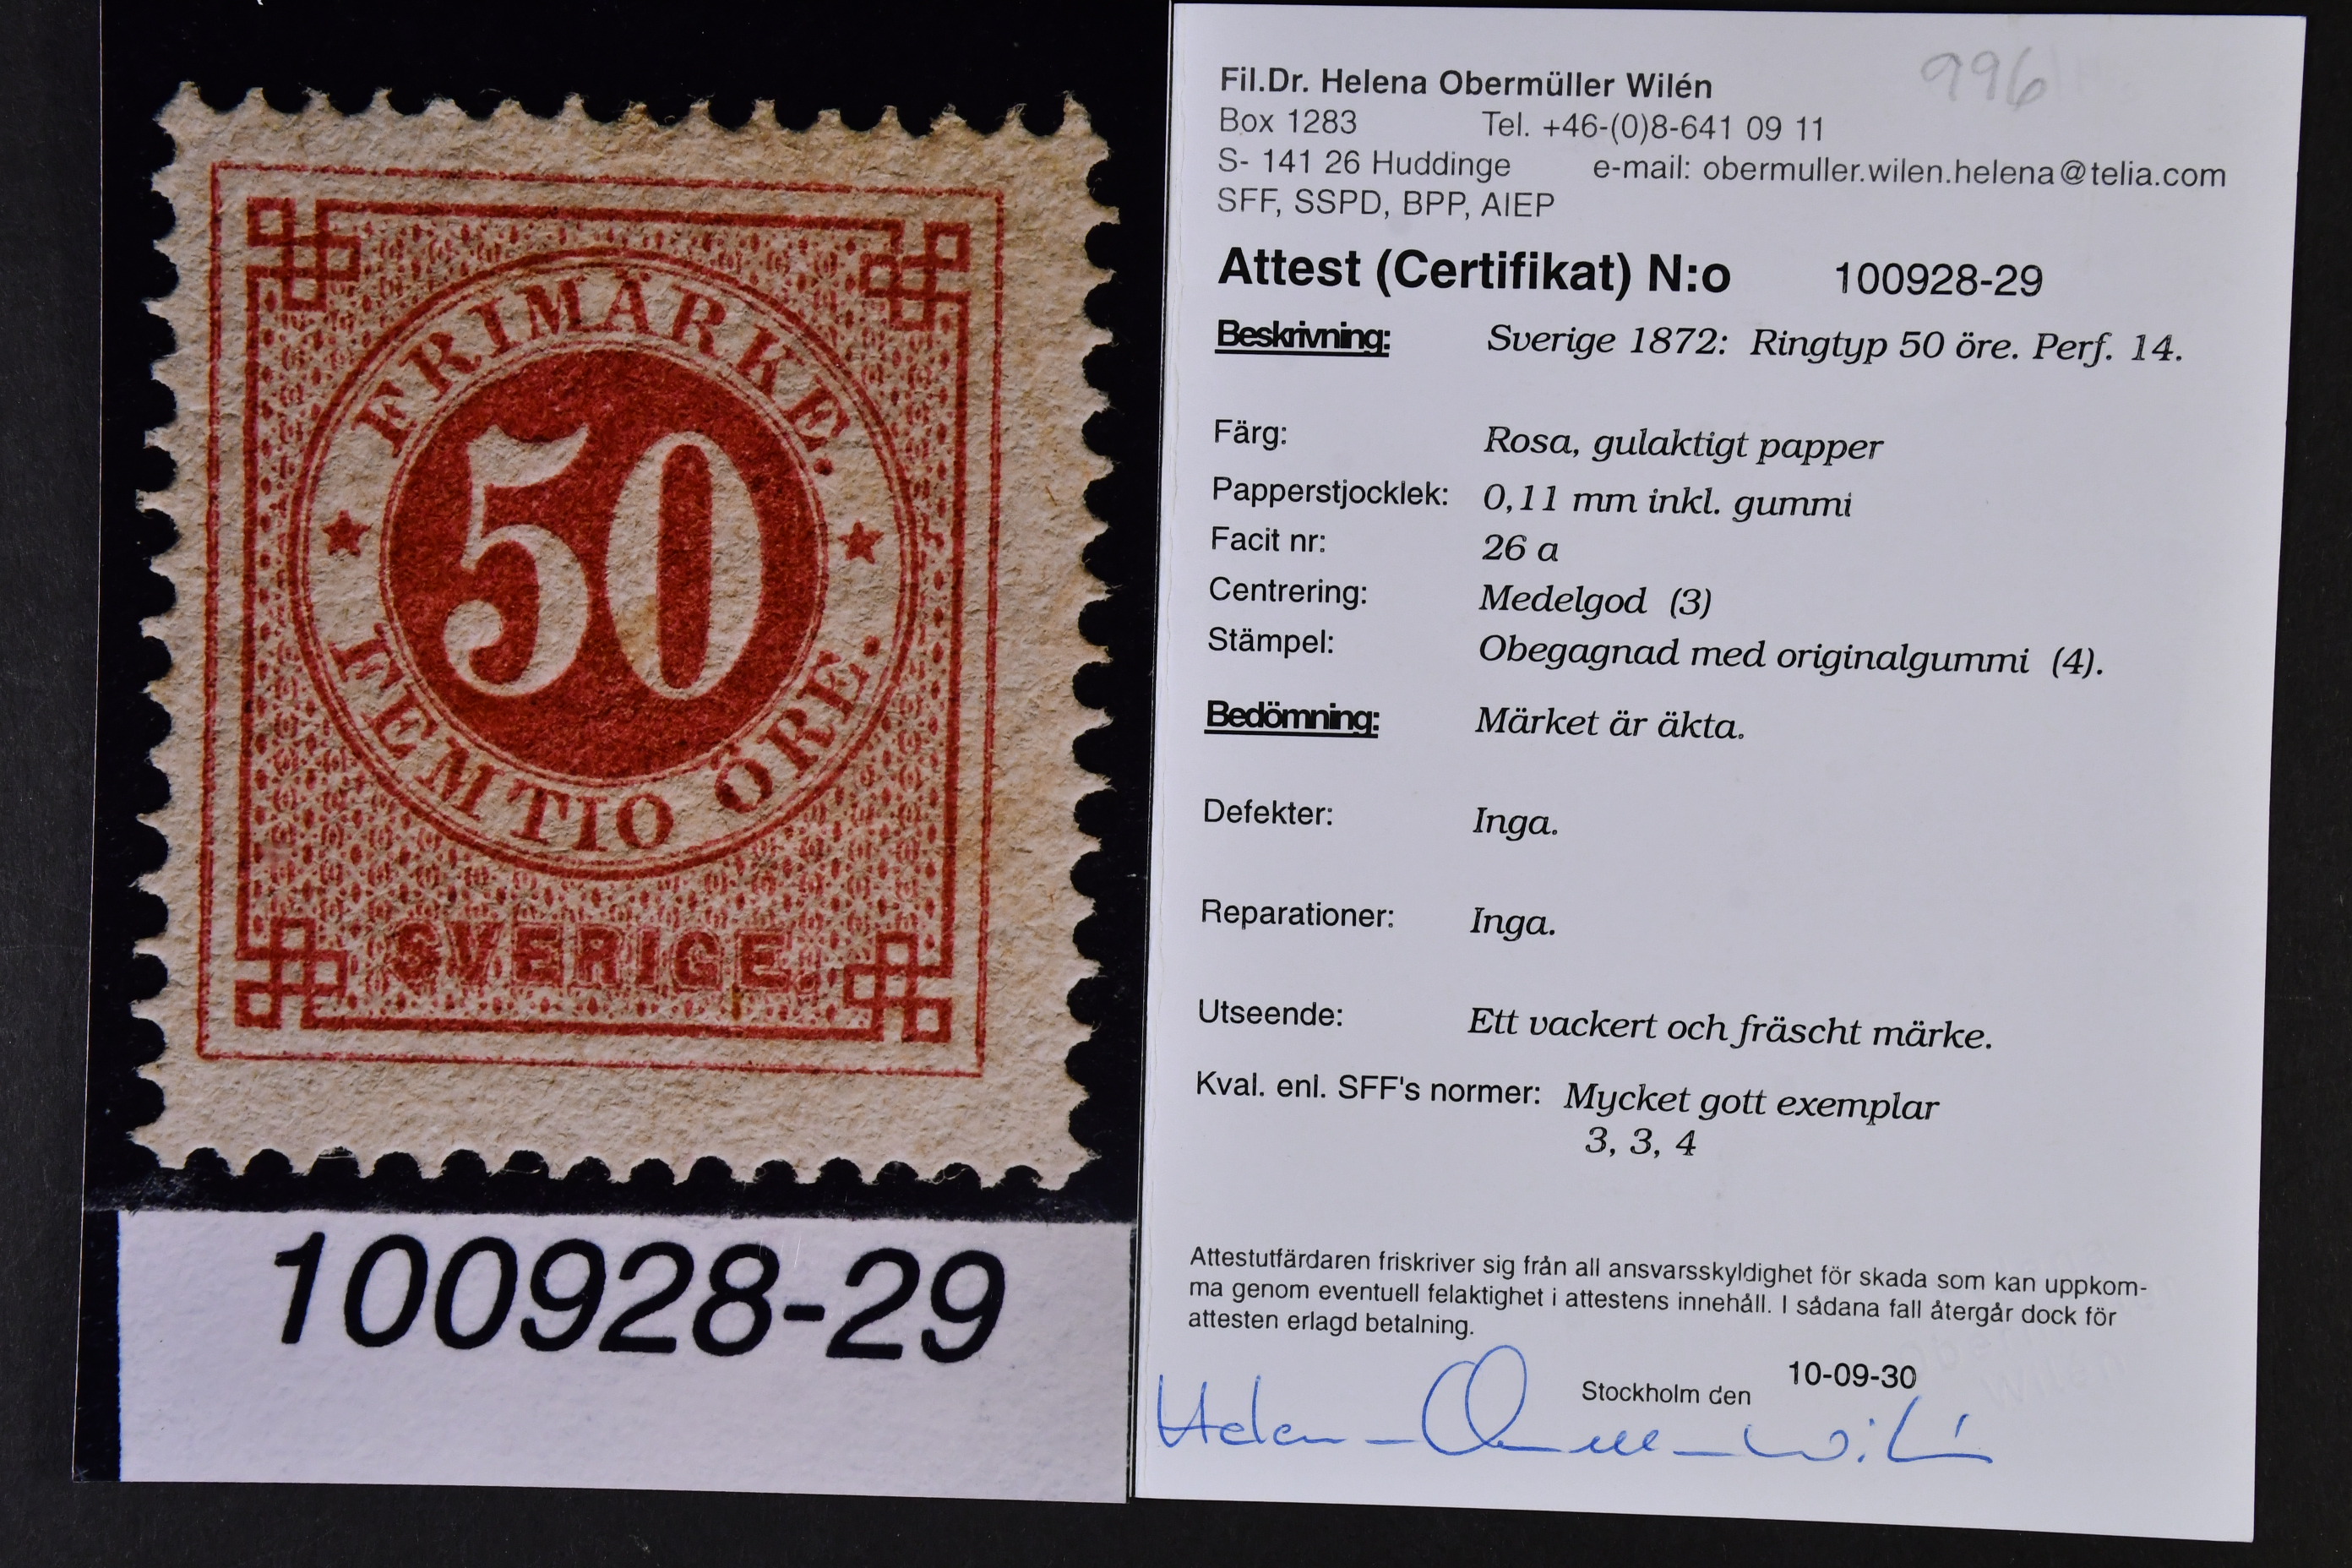 FRIMÄRKE.
50
FEMTIO ÖRE.
SVERIGE.
100928-29
996
Fil.Dr. Helena Obermüller Wilén
Box 1283 Tel. +46-(0)8-641 09 11
S- 141 26 Huddinge e-mail: obermuller.wilen.helena@telia.com
SFF, SSPD, BPP, AIEP
Attest (Certifikat) N:o 100928-29
Beskrivning: Sverige 1872: Ringtyp 50 öre. Perf. 14.
Färg: Rosa, gulaktigt papper
Papperstjocklek: 0,11 mm inkl. gummi
Facit nr: 26 a
Centrering: Medelgod (3)
Stämpel: Obegagnad med originalgummi (4).
Bedömning: Märket är äkta.
Defekter: Inga.
Reparationer: Inga.
Utseende: Ett vackert och fräscht märke.
Kval. enl. SFF's normer: Mycket gott exemplar
3, 3, 4
Attestutfärdaren friskriver sig från all ansvarsskyldighet för skada som kan uppkom-
ma genom eventuell felaktighet i attestens innehåll. I sådana fall återgår dock för
attesten erlagd betalning.
Stockholm den 10-09-30